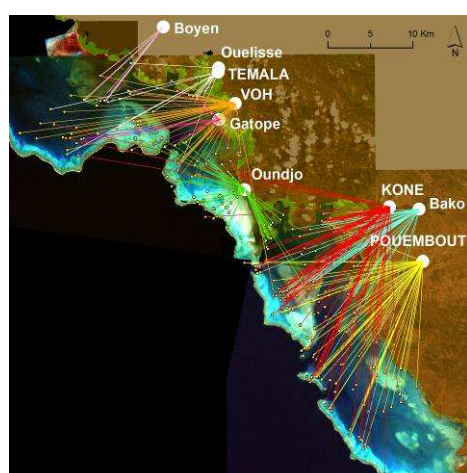 Boyen
0 5 10 Km
N
Ouelisse
TEMALA
VOH
Gatope
Oundjo
KONE
Bako
POUEMBOUT